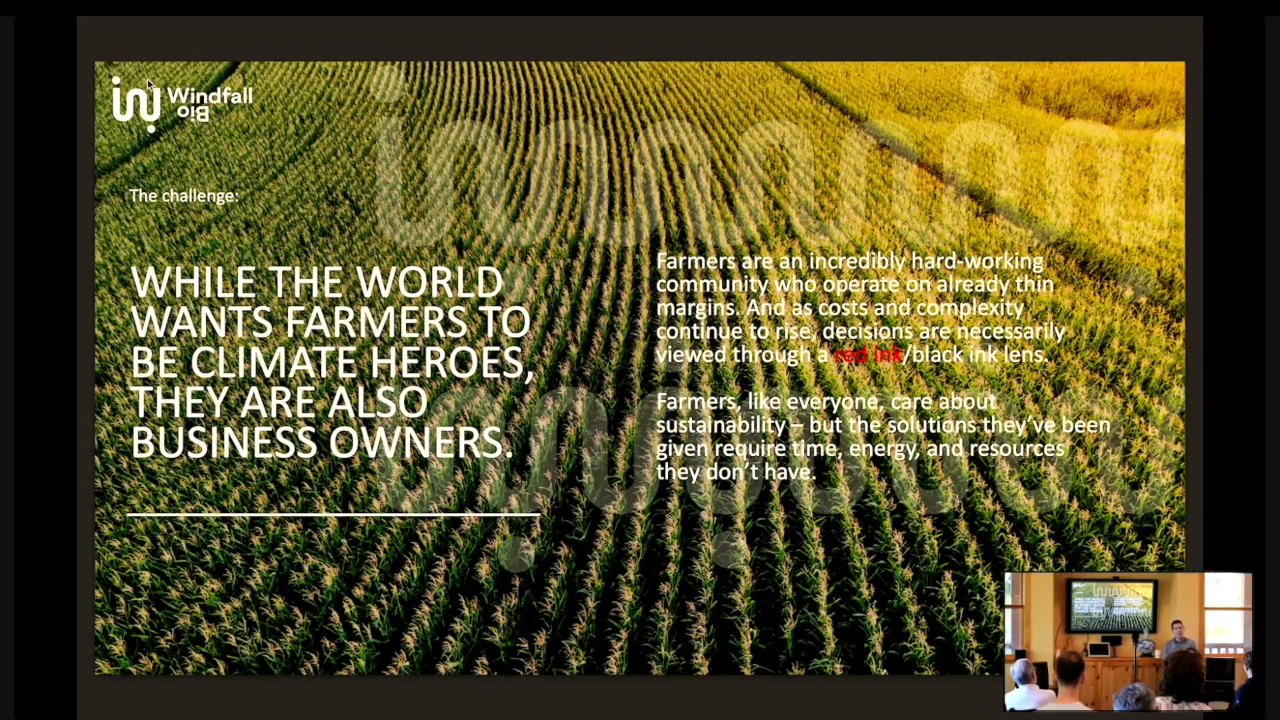 Windfall
Bio
The challenge:
WHILE THE WORLD
WANTS FARMERS TO
BE CLIMATE HEROES,
THEY ARE ALSO
BUSINESS OWNERS.
Farmers are an incredibly hard-working
community who operate on already thin
margins. And as costs and complexity
continue to rise, decisions are necessarily
viewed through a red ink/black ink lens.
Farmers, like everyone, care about
sustainability – but the solutions they’ve been
given require time, energy, and resources
they don’t have.